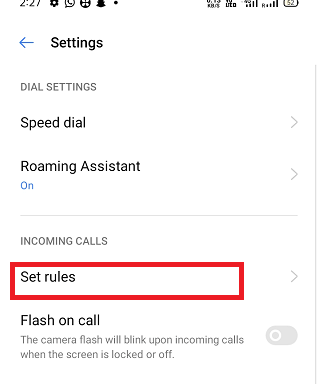 2:27
Settings
DIAL SETTINGS
Speed dial
Roaming Assistant
On
INCOMING CALLS
Set rules
Flash on call
The camera flash will blink upon incoming calls
when the screen is locked or off.